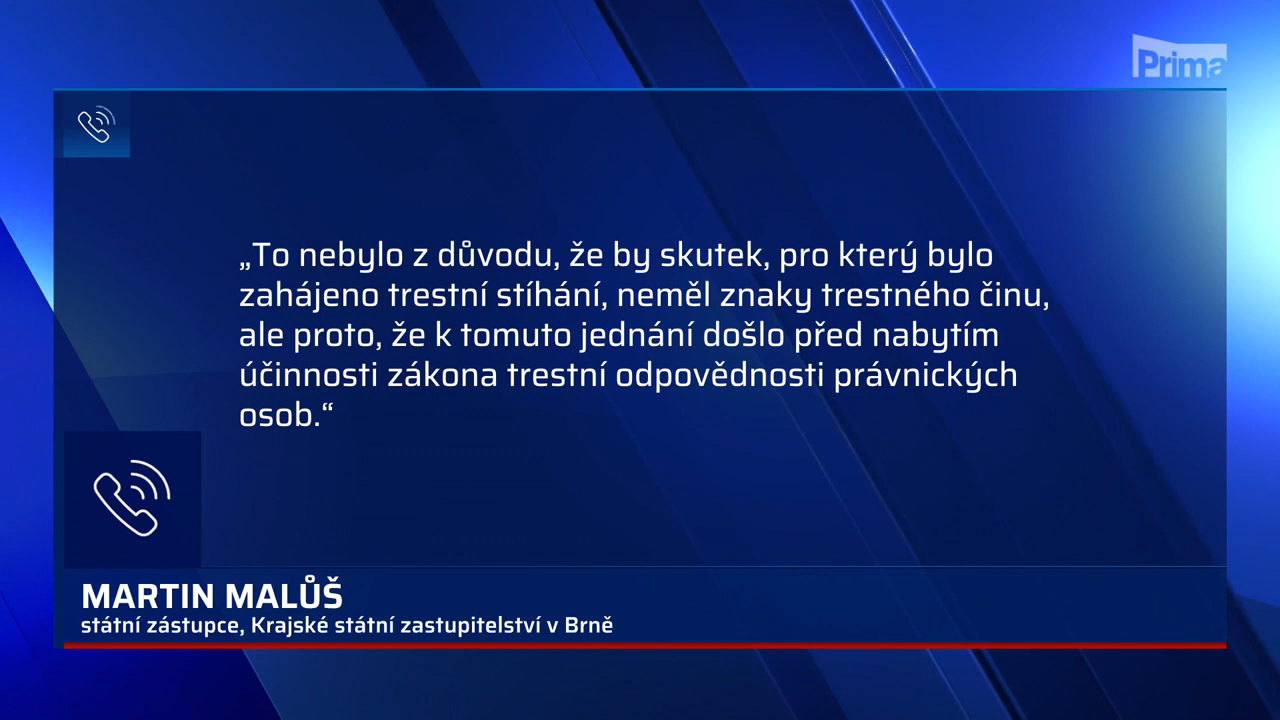 Prima
„To nebylo z důvodu, že by skutek, pro který bylo
zahájeno trestní stíhání, neměl znaky trestného činu,
ale proto, že k tomuto jednání došlo před nabytím
účinnosti zákona trestní odpovědnosti právnických
osob.“
MARTIN MALŮŠ
státní zástupce, Krajské státní zastupitelství v Brně